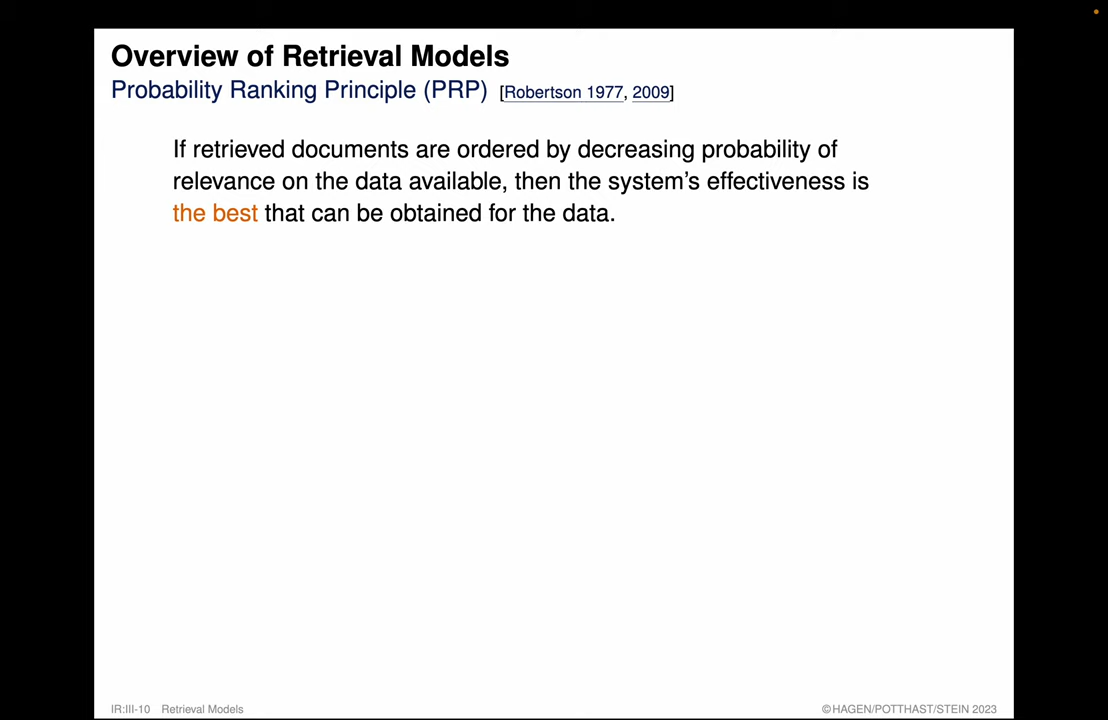 Overview of Retrieval Models
Probability Ranking Principle (PRP) [Robertson 1977, 2009]
If retrieved documents are ordered by decreasing probability of
relevance on the data available, then the system’s effectiveness is
the best that can be obtained for the data.
IR:III-10 Retrieval Models
©HAGEN/POTTHAST/STEIN 2023